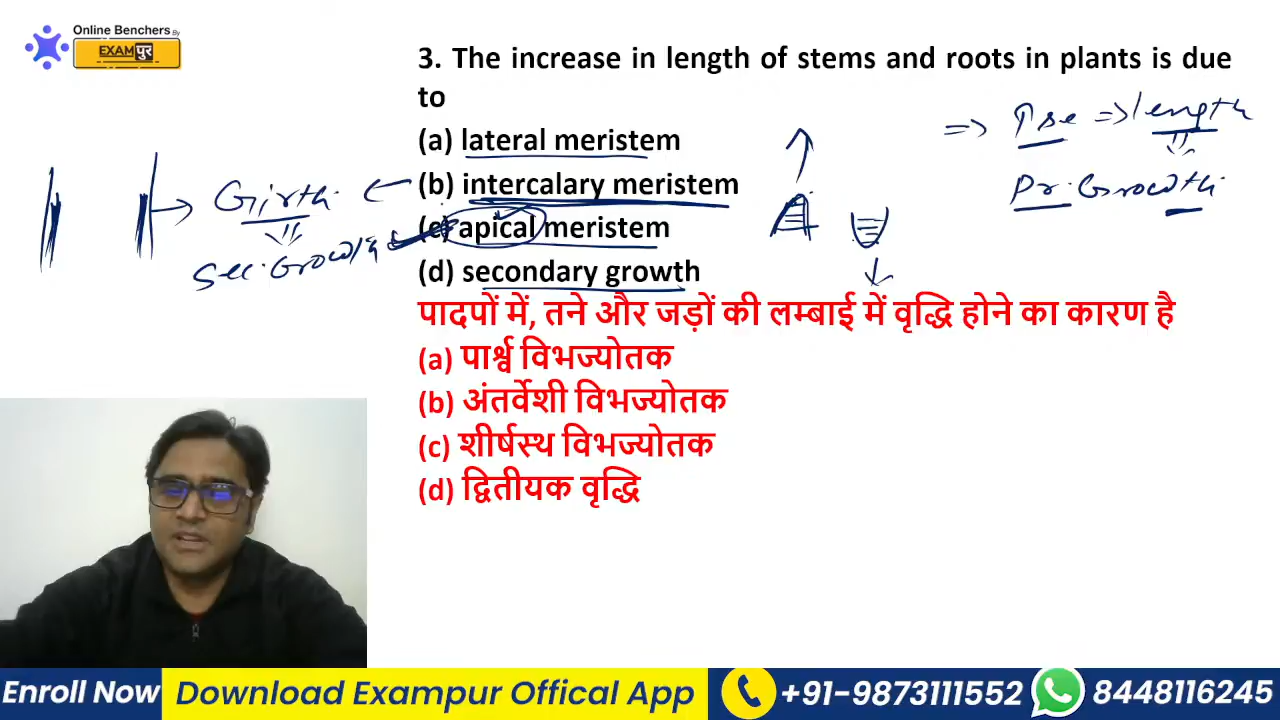 Online Benchers By
EXAMपुर
3. The increase in length of stems and roots in plants is due
to
(a) lateral meristem
(b) intercalary meristem
(c) apical meristem
(d) secondary growth
⇒ ↑se ⇒ length
Pr. Growth
Girth
Sec. Growth
पादपों में, तने और जड़ों की लम्बाई में वृद्धि होने का कारण है
(a) पार्श्व विभज्योतक
(b) अंतर्वेशी विभज्योतक
(c) शीर्षस्थ विभज्योतक
(d) द्वितीयक वृद्धि
Enroll Now Download Exampur Offical App +91-9873111552 8448116245